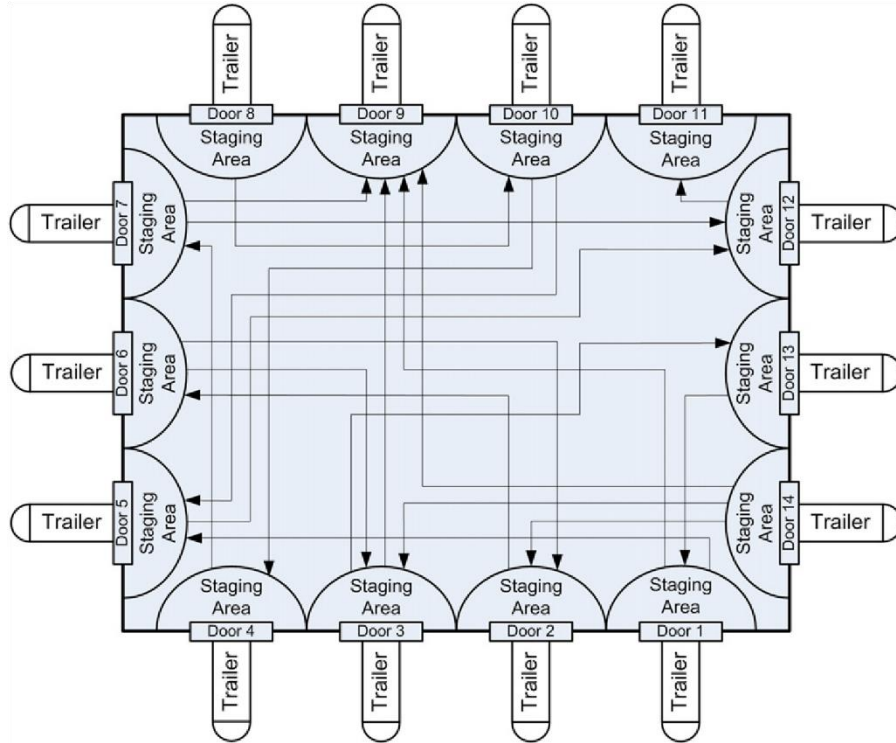 Trailer
Trailer
Trailer
Trailer
Door 8
Door 9
Door 10
Door 11
Staging
Area
Staging
Area
Staging
Area
Staging
Area
Trailer
Door 7
Staging
Area
Staging
Area
Door 12
Trailer
Trailer
Door 6
Staging
Area
Staging
Area
Door 13
Trailer
Trailer
Door 5
Staging
Area
Staging
Area
Door 14
Trailer
Staging
Area
Staging
Area
Staging
Area
Staging
Area
Door 4
Door 3
Door 2
Door 1
Trailer
Trailer
Trailer
Trailer